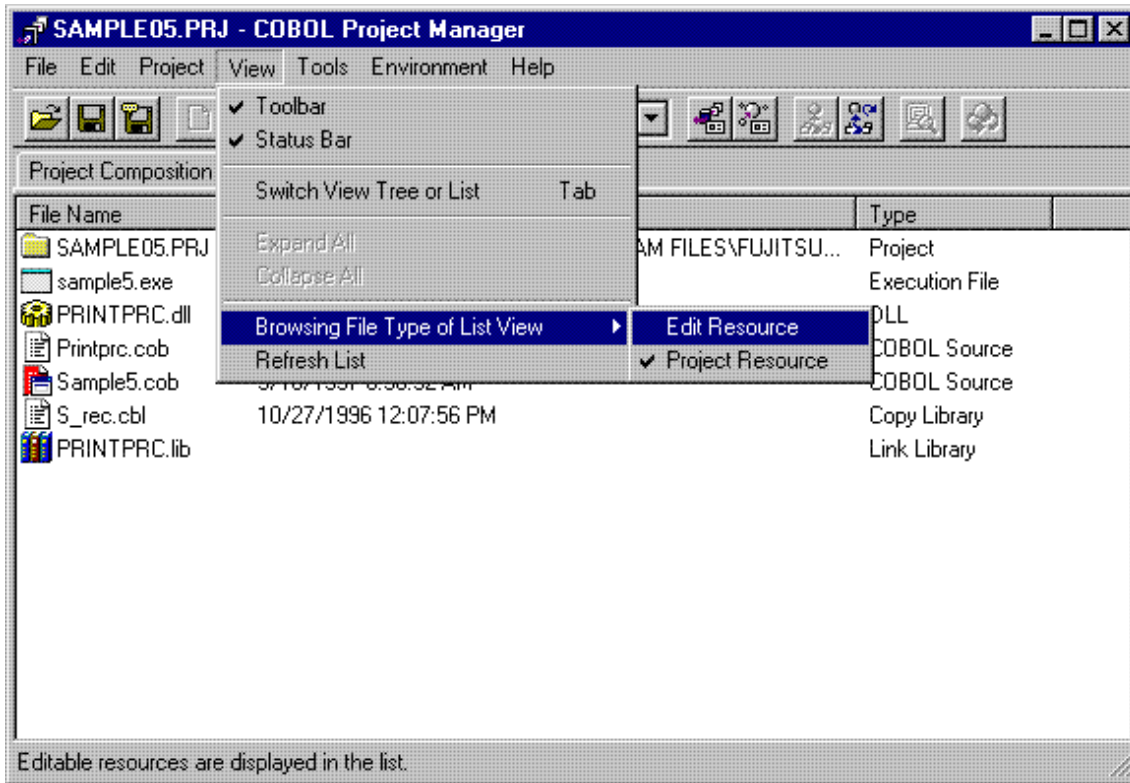 SAMPLE05.PRJ - COBOL Project Manager
File Edit Project View Tools Environment Help
Toolbar
Status Bar
Project Composition
Switch View Tree or List Tab
File Name Type
Expand All
SAMPLE05.PRJ AM FILES\FUJITSU... Project
Collapse All
sample5.exe Execution File
PRINTPRC.dll DLL
Browsing File Type of List View Edit Resource
Printprc.cob COBOL Source
Refresh List Project Resource
Sample5.cob COBOL Source
S_rec.cbl 10/27/1996 12:07:56 PM Copy Library
PRINTPRC.lib Link Library
Editable resources are displayed in the list.